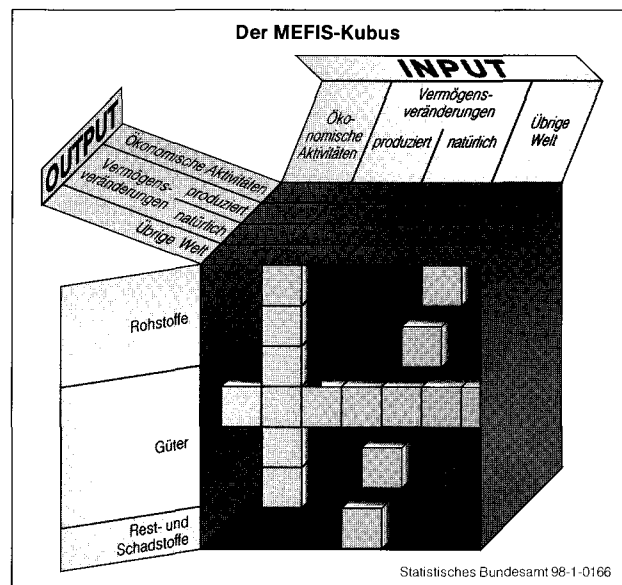 Der MEFIS-Kubus
INPUT
Öko-
nomische
Aktivitäten
Vermögens-
veränderungen
produziert
natürlich
Übrige
Welt
OUTPUT
Ökonomische Aktivitäten
Vermögens-
veränderungen
produziert
natürlich
Übrige Welt
Rohstoffe
Güter
Rest- und
Schadstoffe
Statistisches Bundesamt 98-1-0166